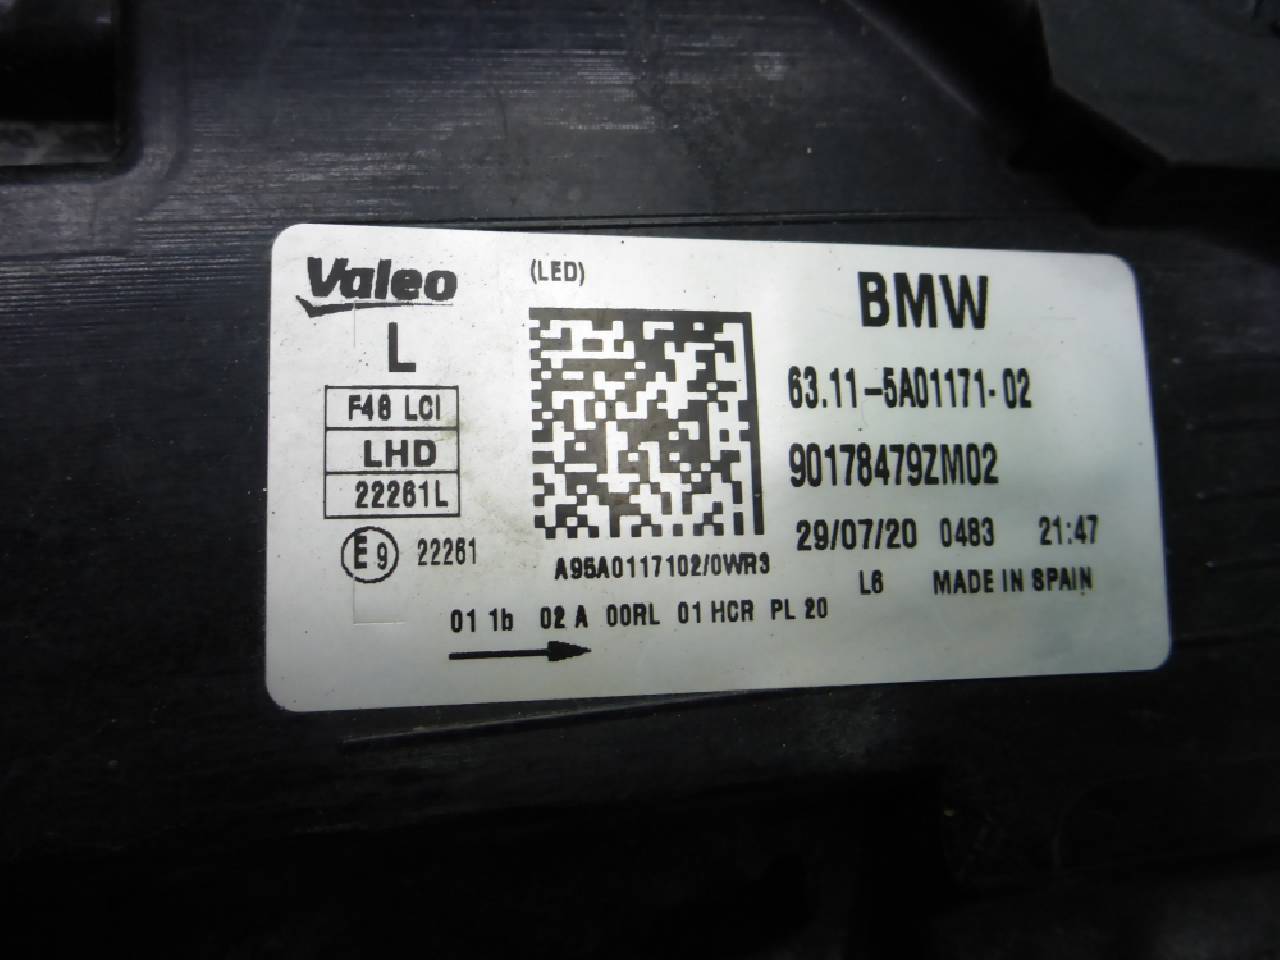 Valeo
(LED)
BMW
L
F48 LCI
LHD
22261L
63.11-5A01171-02
90178479ZM02
29/07/20 0483 21:47
E9 22261
A95A0117102/0WR3
L6 MADE IN SPAIN
01 1b 02 A 00RL 01 HCR PL 20